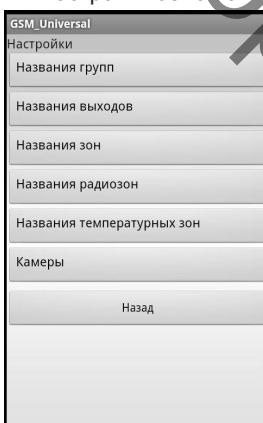 GSM_Universal
Настройки
Названия групп
Названия выходов
Названия зон
Названия радиозон
Названия температурных зон
Камеры
Назад